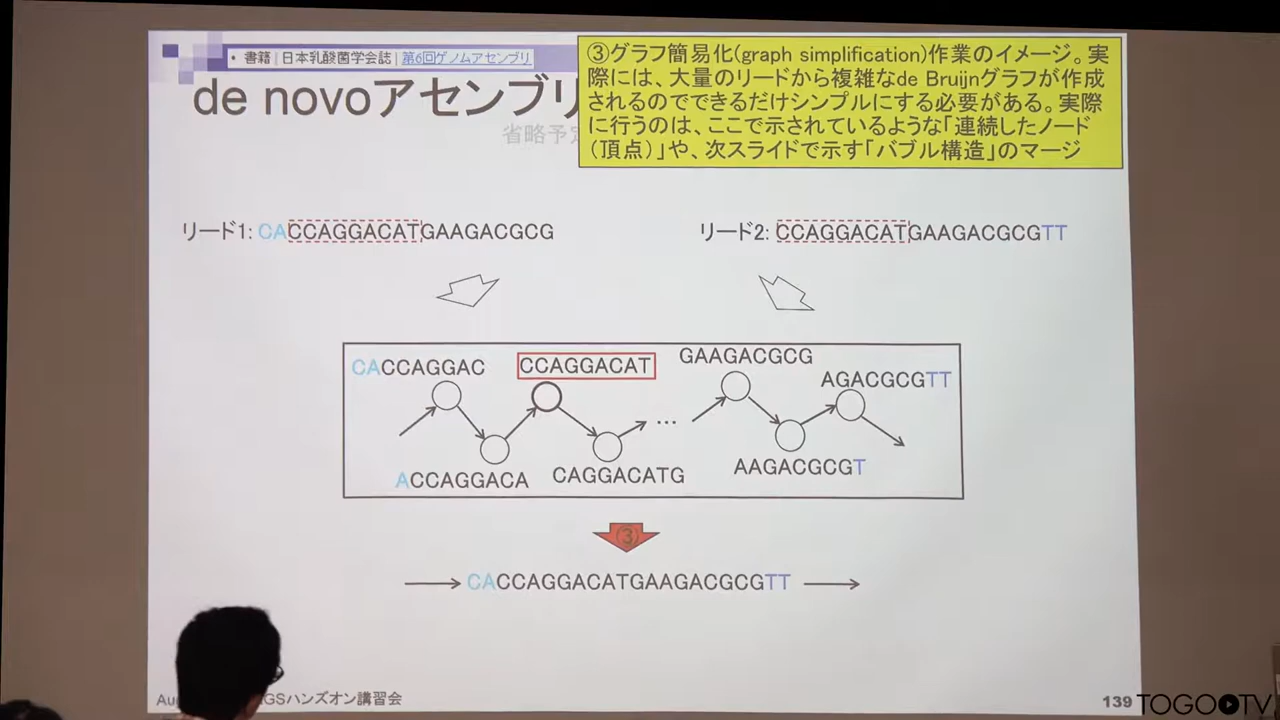 • 書籍 | 日本乳酸菌学会誌 | 第6回ゲノムアセンブリ
de novoアセンブリ
省略予定
③グラフ簡易化(graph simplification)作業のイメージ。実
際には、大量のリードから複雑なde Bruijnグラフが作成
されるのでできるだけシンプルにする必要がある。実際
に行うのは、ここで示されているような「連続したノード
（頂点）」や、次スライドで示す「バブル構造」のマージ
リード1: CACCAGGACATGAAGACGCG
リード2: CCAGGACATGAAGACGCGTT
CACCAGGAC
CCAGGACAT
GAAGACGCG
AGACGCGTT
...
ACCAGGACA
CAGGACATG
AAGACGCGT
③
CACCAGGACATGAAGACGCGTT
GSハンズオン講習会
139
TOGOTV